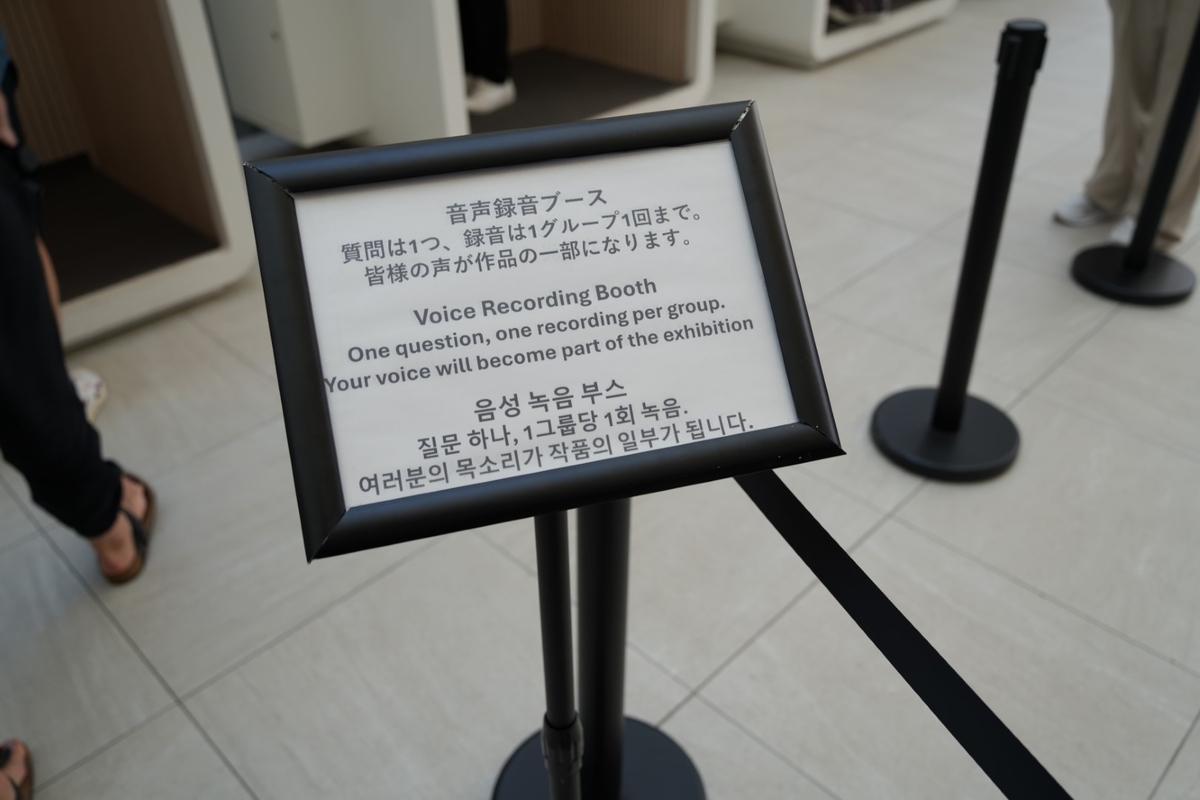 音声録音ブース
質問は1つ、録音は1グループ1回まで。
皆様の声が作品の一部になります。
Voice Recording Booth
One question, one recording per group.
Your voice will become part of the exhibition
음성 녹음 부스
질문 하나, 1그룹당 1회 녹음.
여러분의 목소리가 작품의 일부가 됩니다.